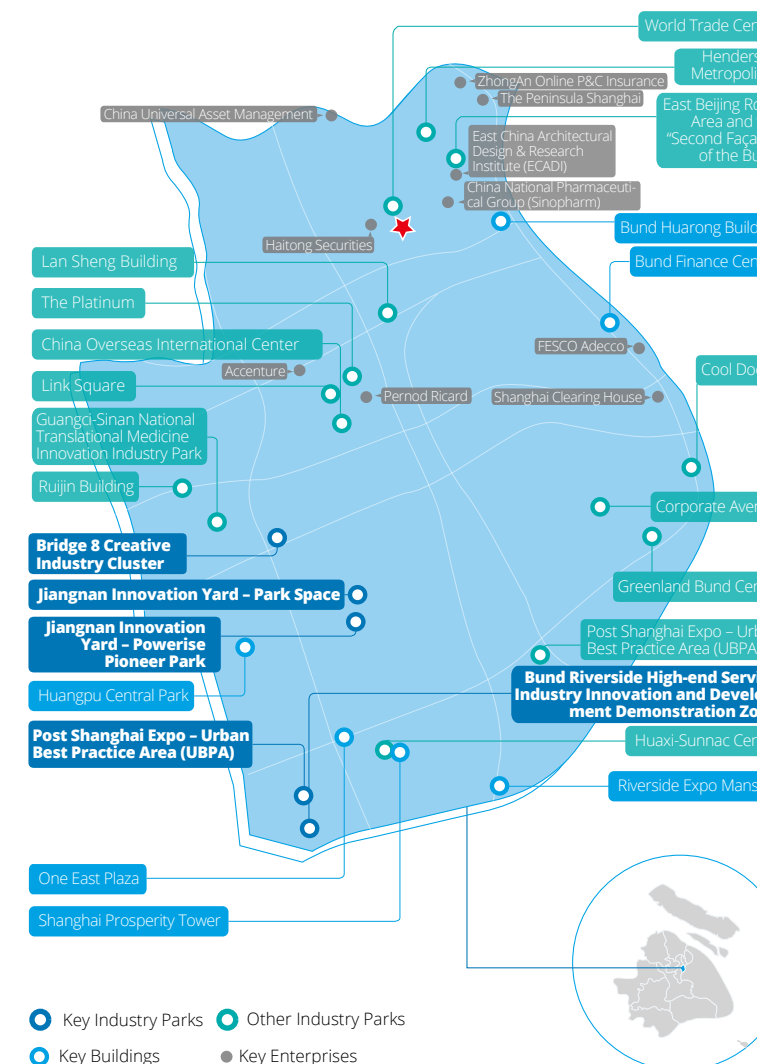 World Trade Cen
Henders
Metropoli
ZhongAn Online P&C Insurance
The Peninsula Shanghai
China Universal Asset Management
East Beijing Ro
Area and
“Second Faça
of the Bu
East China Architectural
Design & Research
Institute (ECADI)
China National Pharmaceuti-
cal Group (Sinopharm)
Bund Huarong Build
Haitong Securities
Lan Sheng Building
Bund Finance Cen
The Platinum
China Overseas International Center
FESCO Adecco
Accenture
Cool Do
Link Square
Pernod Ricard
Shanghai Clearing House
Guangci-Sinan National
Translational Medicine
Innovation Industry Park
Ruijin Building
Corporate Aven
Bridge 8 Creative
Industry Cluster
Greenland Bund Cen
Jiangnan Innovation Yard – Park Space
Jiangnan Innovation
Yard – Powerise
Pioneer Park
Post Shanghai Expo – Urb
Best Practice Area (UBPA
Bund Riverside High-end Servi
Industry Innovation and Develo
ment Demonstration Zo
Huangpu Central Park
Post Shanghai Expo – Urban
Best Practice Area (UBPA)
Huaxi-Sunnac Cen
Riverside Expo Mans
One East Plaza
Shanghai Prosperity Tower
Key Industry Parks
Other Industry Parks
Key Buildings
Key Enterprises